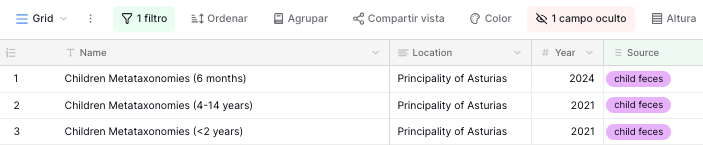 Grid 1 filtro Ordenar Agrupar Compartir vista Color 1 campo oculto Altura
Name Location Year Source
1 Children Metataxonomies (6 months) Principality of Asturias 2024 child feces
2 Children Metataxonomies (4-14 years) Principality of Asturias 2021 child feces
3 Children Metataxonomies (<2 years) Principality of Asturias 2021 child feces